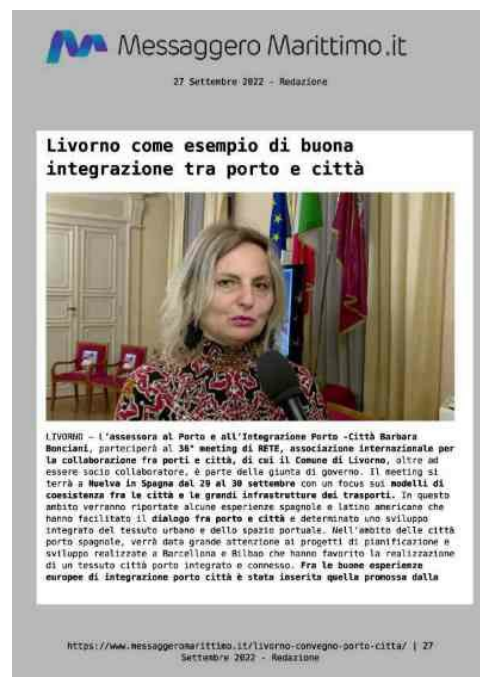 Messaggero Marittimo.it
27 Settembre 2022 - Redazione
Livorno come esempio di buona
integrazione tra porto e città
LIVORNO – L'assessora al Porto e all'Integrazione Porto -Città Barbara
Bonciani, parteciperà al 36° meeting di RETE, associazione internazionale per
la collaborazione fra porti e città, di cui il Comune di Livorno, oltre ad
essere socio collaboratore, è parte della giunta di governo. Il meeting si
terrà a Huelva in Spagna dal 29 al 30 settembre con un focus sui modelli di
coesistenza fra le città e le grandi infrastrutture dei trasporti. In questo
ambito verranno riportate alcune esperienze spagnole e latino americane che
hanno facilitato il dialogo fra porto e città e determinato uno sviluppo
integrato del tessuto urbano e dello spazio portuale. Nell'ambito delle città
porto spagnole, verrà data grande attenzione ai progetti di pianificazione e
sviluppo realizzate a Barcellona e Bilbao che hanno favorito la realizzazione
di un tessuto città porto integrato e connesso. Fra le buone esperienze
europee di integrazione porto città è stata inserita quella promossa dalla
https://www.messaggeromarittimo.it/livorno-convegno-porto-citta/ | 27
Settembre 2022 - Redazione